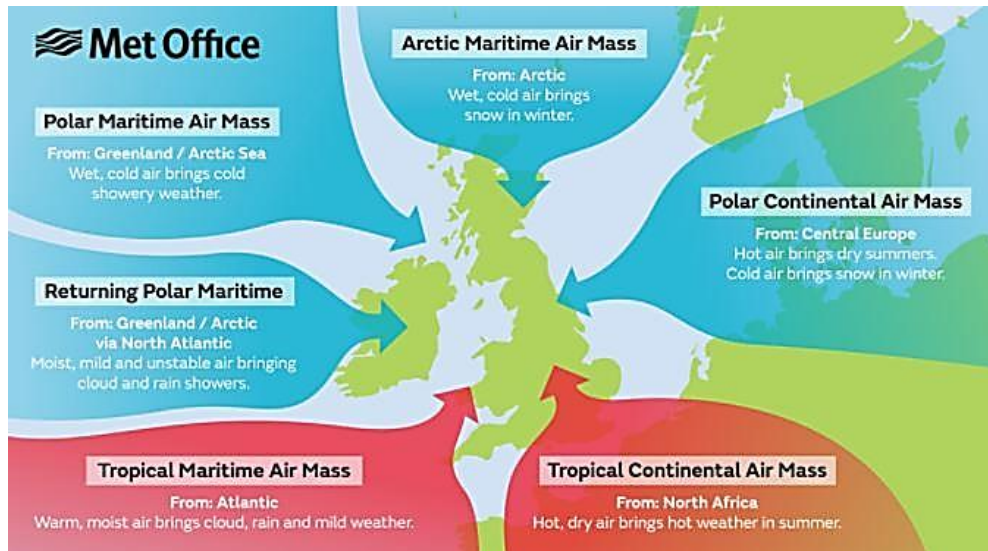 Met Office
Arctic Maritime Air Mass
From: Arctic
Wet, cold air brings
snow in winter.
Polar Maritime Air Mass
From: Greenland / Arctic Sea
Wet, cold air brings cold
showery weather.
Polar Continental Air Mass
From: Central Europe
Hot air brings dry summers.
Cold air brings snow in winter.
Returning Polar Maritime
From: Greenland / Arctic
via North Atlantic
Moist, mild and unstable air bringing
cloud and rain showers.
Tropical Maritime Air Mass
From: Atlantic
Warm, moist air brings cloud, rain and mild weather.
Tropical Continental Air Mass
From: North Africa
Hot, dry air brings hot weather in summer.